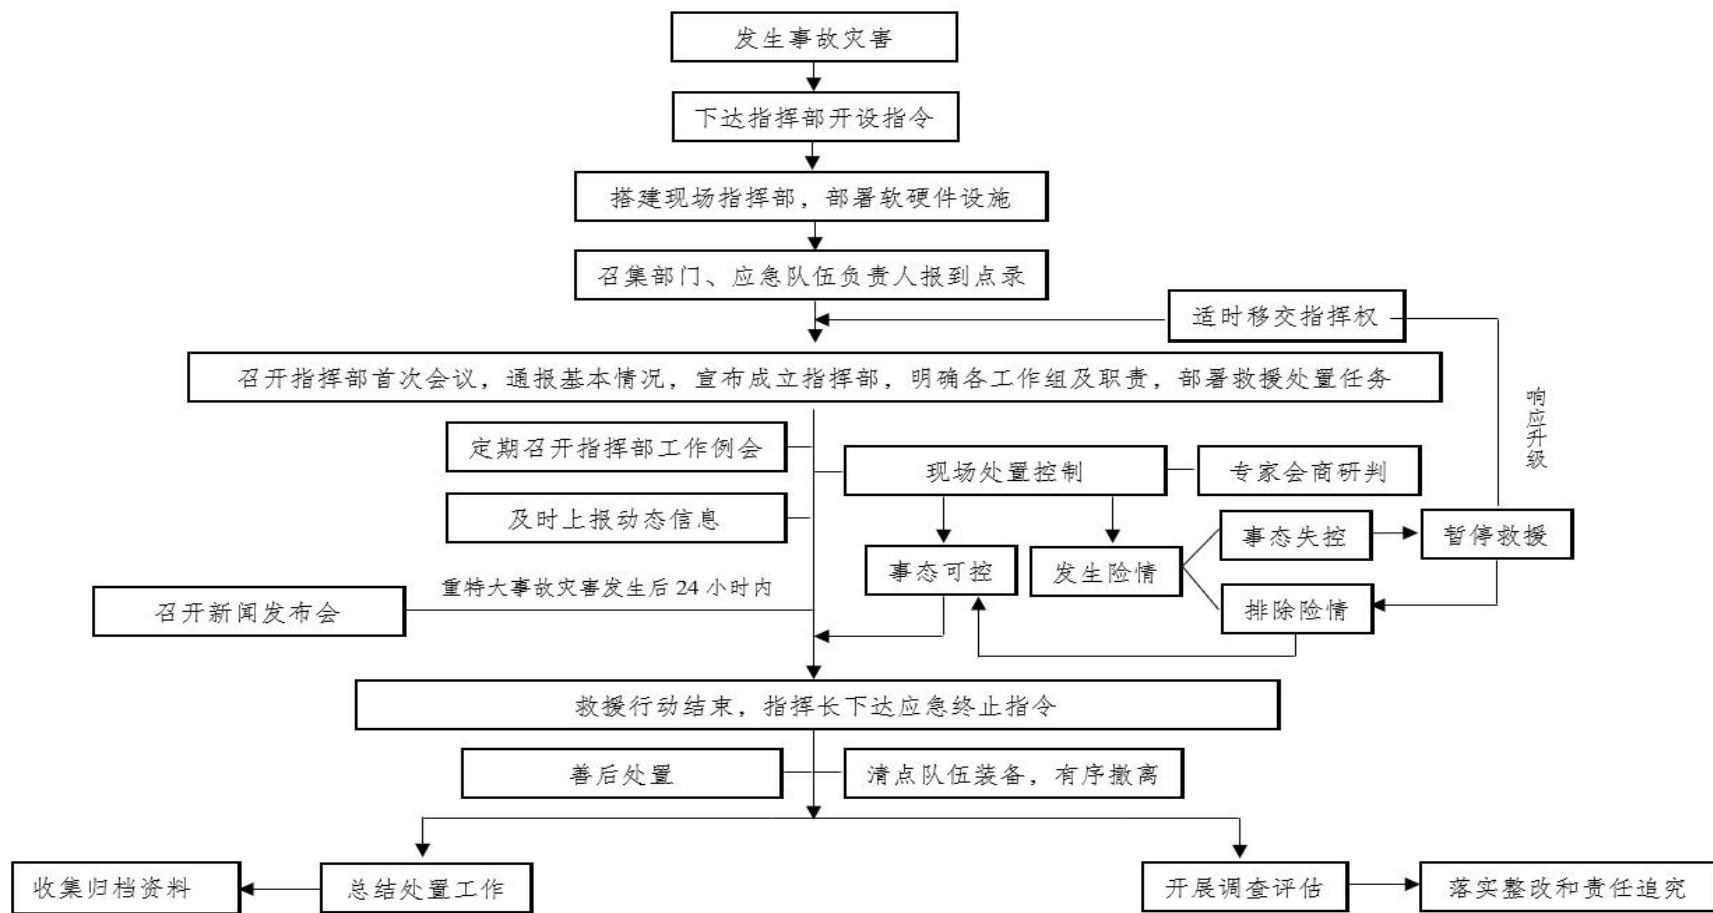 发生事故灾害
下达指挥部开设指令
搭建现场指挥部，部署软硬件设施
召集部门、应急队伍负责人报到点录
适时移交指挥权
召开指挥部首次会议，通报基本情况，宣布成立指挥部，明确各工作组及职责，部署救援处置任务
响应升级
定期召开指挥部工作例会
现场处置控制
专家会商研判
及时上报动态信息
事态失控
暂停救援
事态可控
发生险情
重特大事故灾害发生后 24 小时内
召开新闻发布会
排除险情
救援行动结束，指挥长下达应急终止指令
善后处置
清点队伍装备，有序撤离
收集归档资料
总结处置工作
开展调查评估
落实整改和责任追究